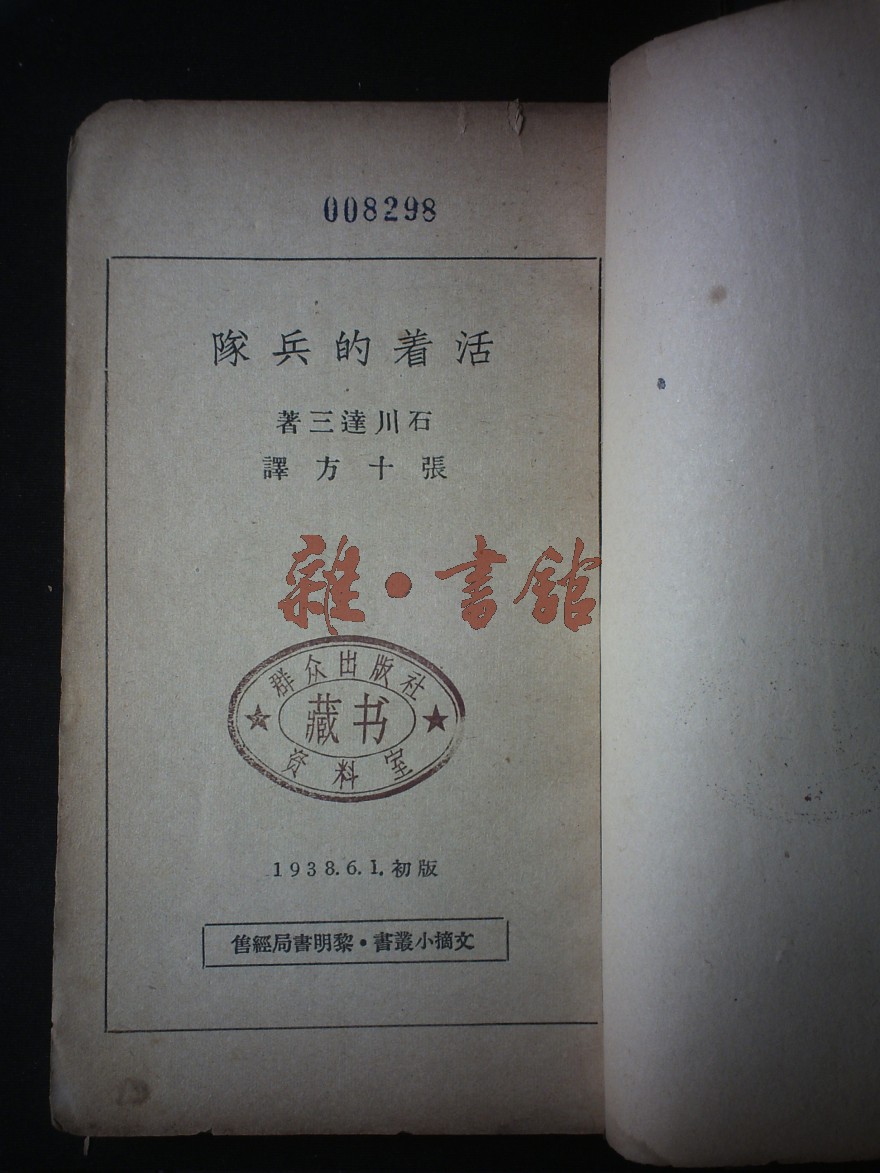 008298
活着的兵隊
石川達三著
張十方譯
雜·書館
群众出版社
藏书
资料室
1938.6.1.初版
文摘小叢書·黎明書局經售